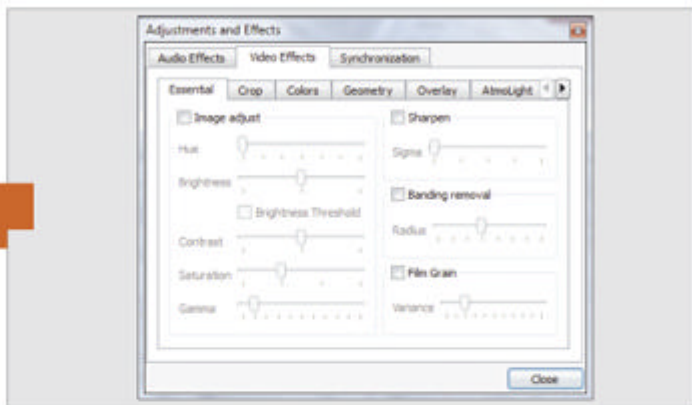 Adjustments and Effects
Audio Effects Video Effects Synchronization
Essential Crop Colors Geometry Overlay AtmoLight
Image adjust
Hue
Brightness
Brightness Threshold
Contrast
Saturation
Gamma
Sharpen
Sigma
Banding removal
Radius
Film Grain
Variance
Close